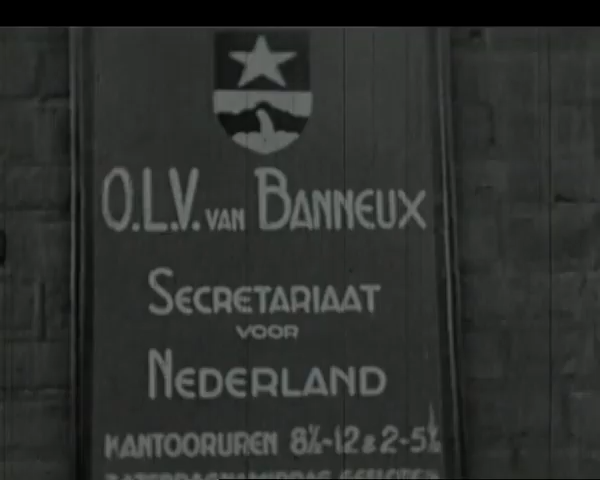 O.L.V. VAN BANNEUX
SECRETARIAAT
VOOR
NEDERLAND
KANTOORUREN 8½-12 & 2-5½